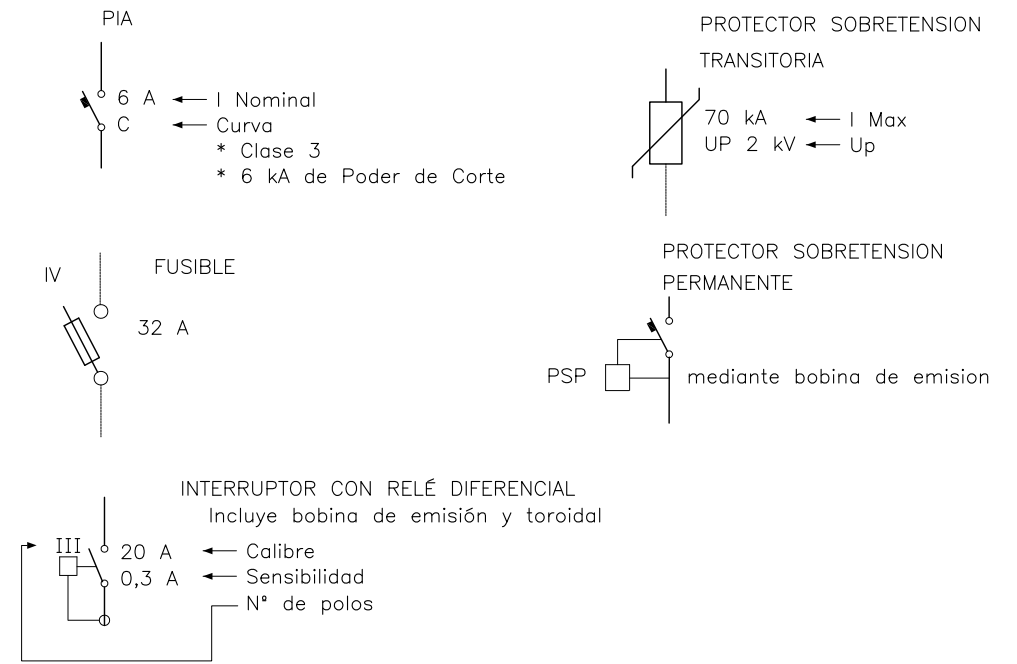 PIA
6 A
I Nominal
C
Curva
* Clase 3
* 6 kA de Poder de Corte
PROTECTOR SOBRETENSION
TRANSITORIA
70 kA
I Max
UP 2 kV
Up
IV
FUSIBLE
32 A
PROTECTOR SOBRETENSION
PERMANENTE
PSP
mediante bobina de emision
INTERRUPTOR CON RELÉ DIFERENCIAL
Incluye bobina de emisión y toroidal
III
20 A
Calibre
0,3 A
Sensibilidad
Nº de polos